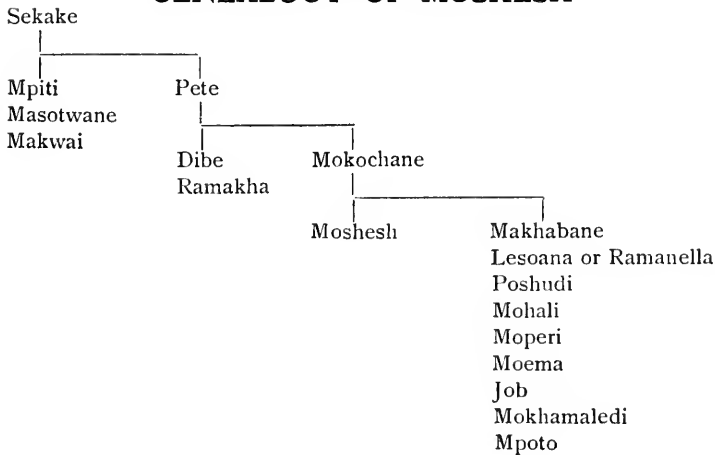 GENEALOGY OF MOSHESH
Sekake
Mpiti Pete
Masotwane
Makwai
Dibe Mokochane
Ramakha
Moshesh Makhabane
Lesoana or Ramanella
Poshudi
Mohali
Moperi
Moema
Job
Mokhamaledi
Mpoto